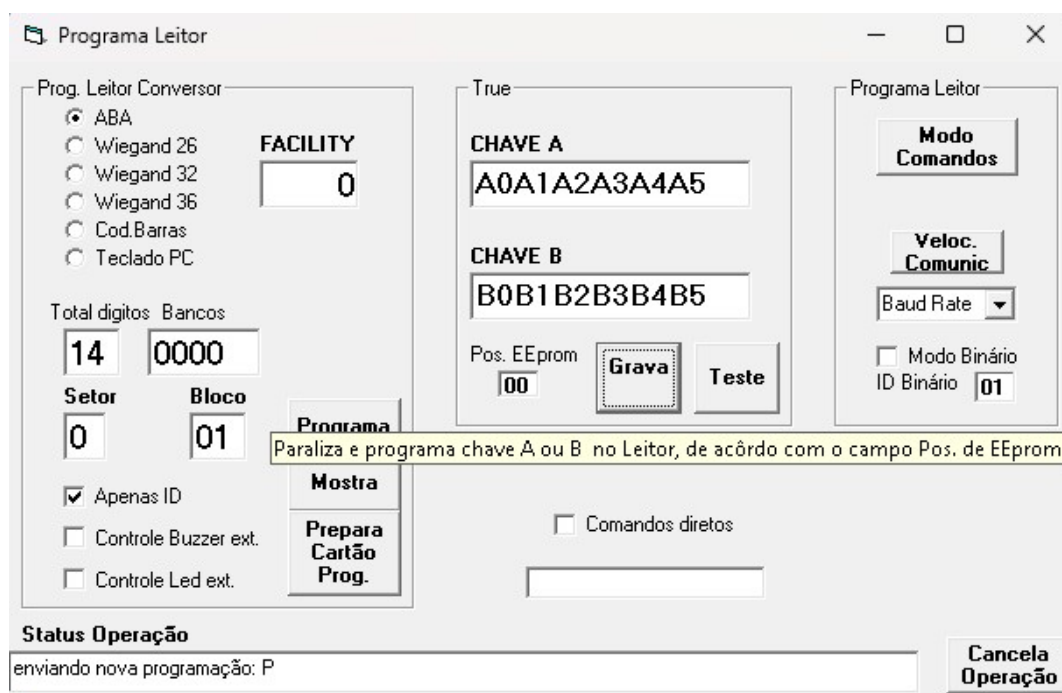 Programa Leitor
Prog. Leitor Conversor
ABA
Wiegand 26
Wiegand 32
Wiegand 36
Cod.Barras
Teclado PC
FACILITY
0
Total digitos Bancos
14 0000
Setor Bloco
0 01
Apenas ID
Controle Buzzer ext.
Controle Led ext.
Programa
Mostra
Prepara
Cartão
Prog.
True
CHAVE A
A0A1A2A3A4A5
CHAVE B
B0B1B2B3B4B5
Pos. EEprom
00
Grava
Teste
Paraliza e programa chave A ou B no Leitor, de acôrdo com o campo Pos. de EEprom
Programa Leitor
Modo
Comandos
Veloc.
Comunic
Baud Rate
Modo Binário
ID Binário 01
Comandos diretos
Status Operação
enviando nova programação: P
Cancela
Operação